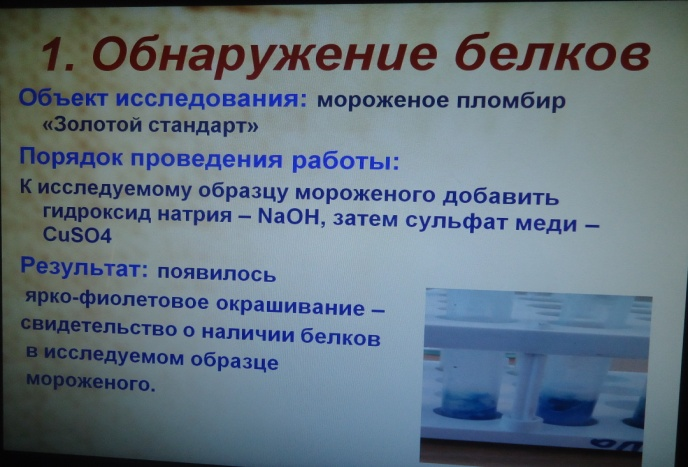 1. Обнаружение белков
Объект исследования: мороженое пломбир
«Золотой стандарт»
Порядок проведения работы:
К исследуемому образцу мороженого добавить
гидроксид натрия – NaOH, затем сульфат меди –
CuSO4
Результат: появилось
ярко-фиолетовое окрашивание –
свидетельство о наличии белков
в исследуемом образце
мороженого.